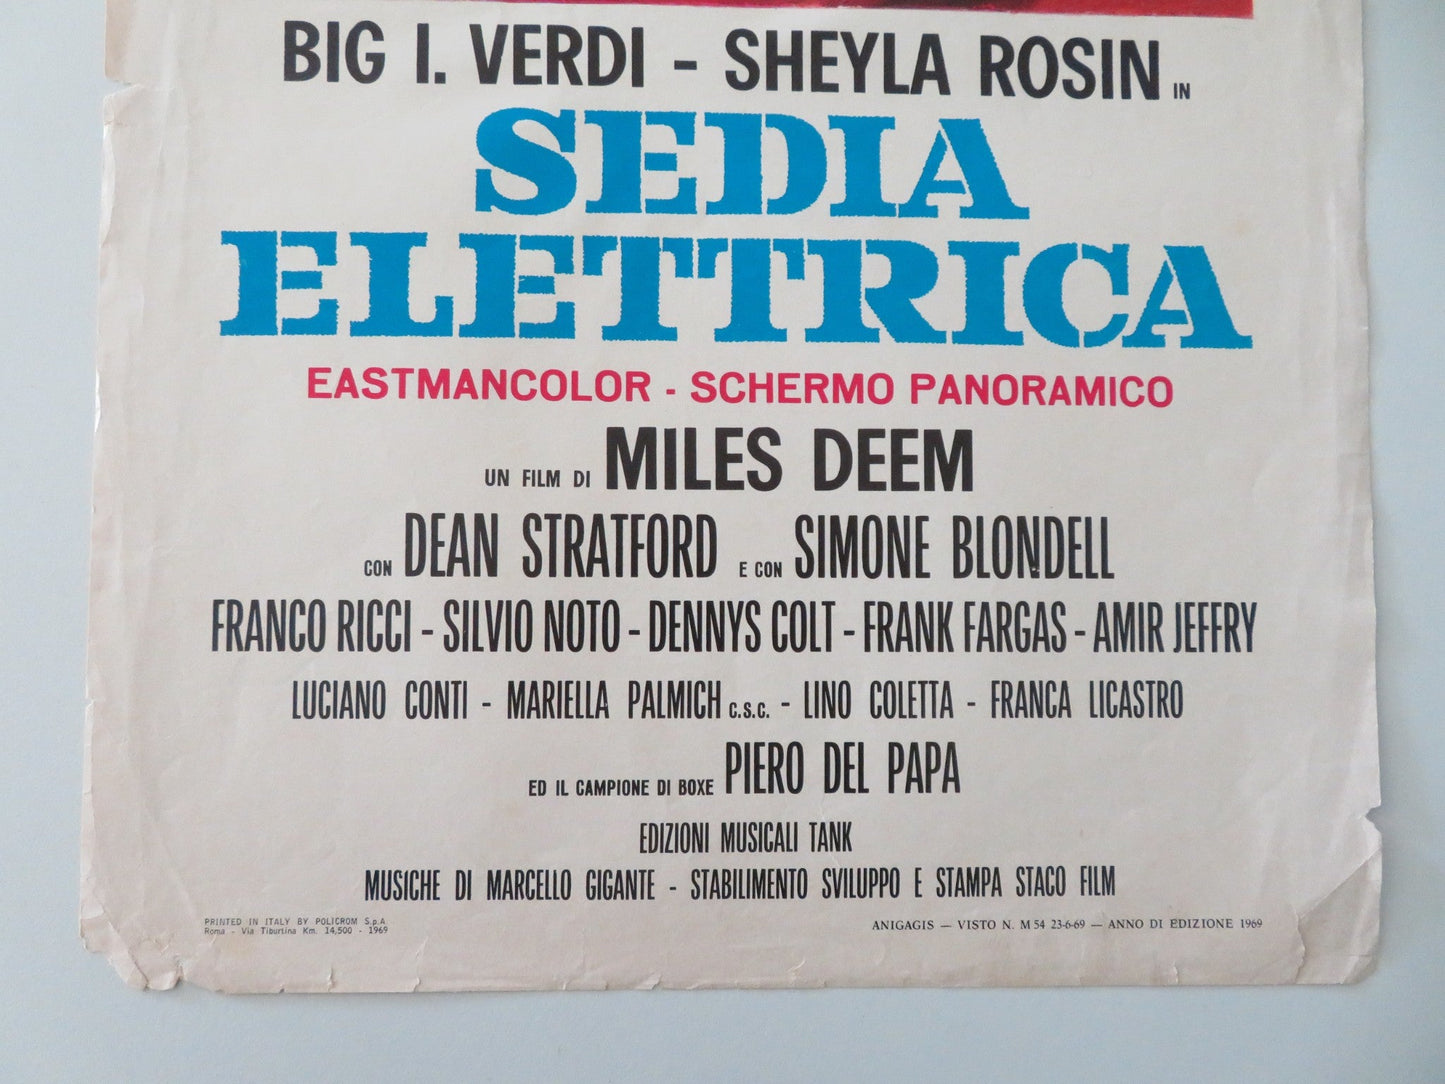 BIG I. VERDI - SHEYLA ROSIN IN
SEDIA
ELETTRICA
EASTMANCOLOR - SCHERMO PANORAMICO
UN FILM DI MILES DEEM
CON DEAN STRATFORD E CON SIMONE BLONDELL
FRANCO RICCI - SILVIO NOTO - DENNYS COLT - FRANK FARGAS - AMIR JEFFRY
LUCIANO CONTI - MARIELLA PALMICH C.S.C. - LINO COLETTA - FRANCA LICASTRO
ED IL CAMPIONE DI BOXE PIERO DEL PAPA
EDIZIONI MUSICALI TANK
MUSICHE DI MARCELLO GIGANTE - STABILIMENTO SVILUPPO E STAMPA STACO FILM
PRINTED IN ITALY BY POLICROM S.p.A.
Roma - Via Tiburtina Km. 14,500 - 1969
ANIGAGIS — VISTO N. M 54 23-6-69 — ANNO DI EDIZIONE 1969